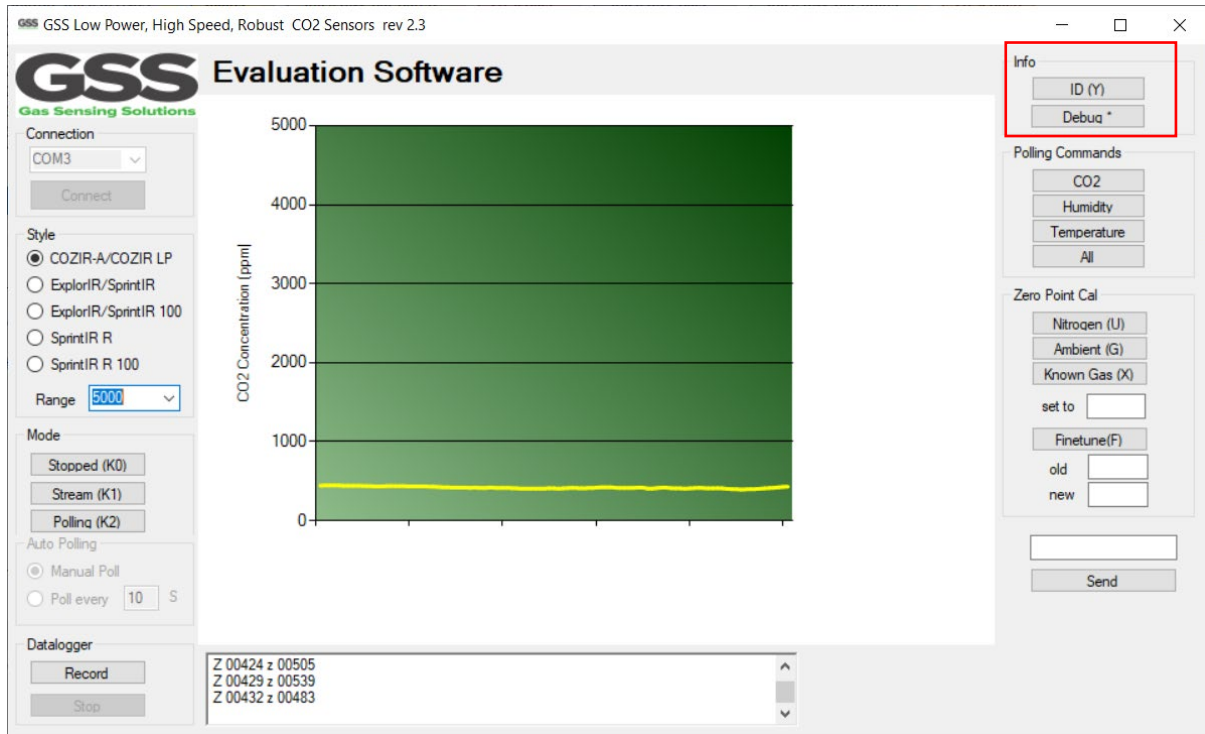 GSS GSS Low Power, High Speed, Robust CO2 Sensors rev 2.3
GSS
Gas Sensing Solutions
Evaluation Software
Connection
COM3
Connect
Style
COZIR-A/COZIR LP
ExplorIR/SprintIR
ExplorIR/SprintIR 100
SprintIR R
SprintIR R 100
Range 5000
Mode
Stopped (K0)
Stream (K1)
Polling (K2)
Auto Polling
Manual Poll
Poll every 10 S
Datalogger
Record
Stop
CO2 Concentration (ppm)
5000
4000
3000
2000
1000
0
Z 00424 z 00505
Z 00429 z 00539
Z 00432 z 00483
Info
ID (Y)
Debug *
Polling Commands
CO2
Humidity
Temperature
All
Zero Point Cal
Nitrogen (U)
Ambient (G)
Known Gas (X)
set to
Finetune(F)
old
new
Send